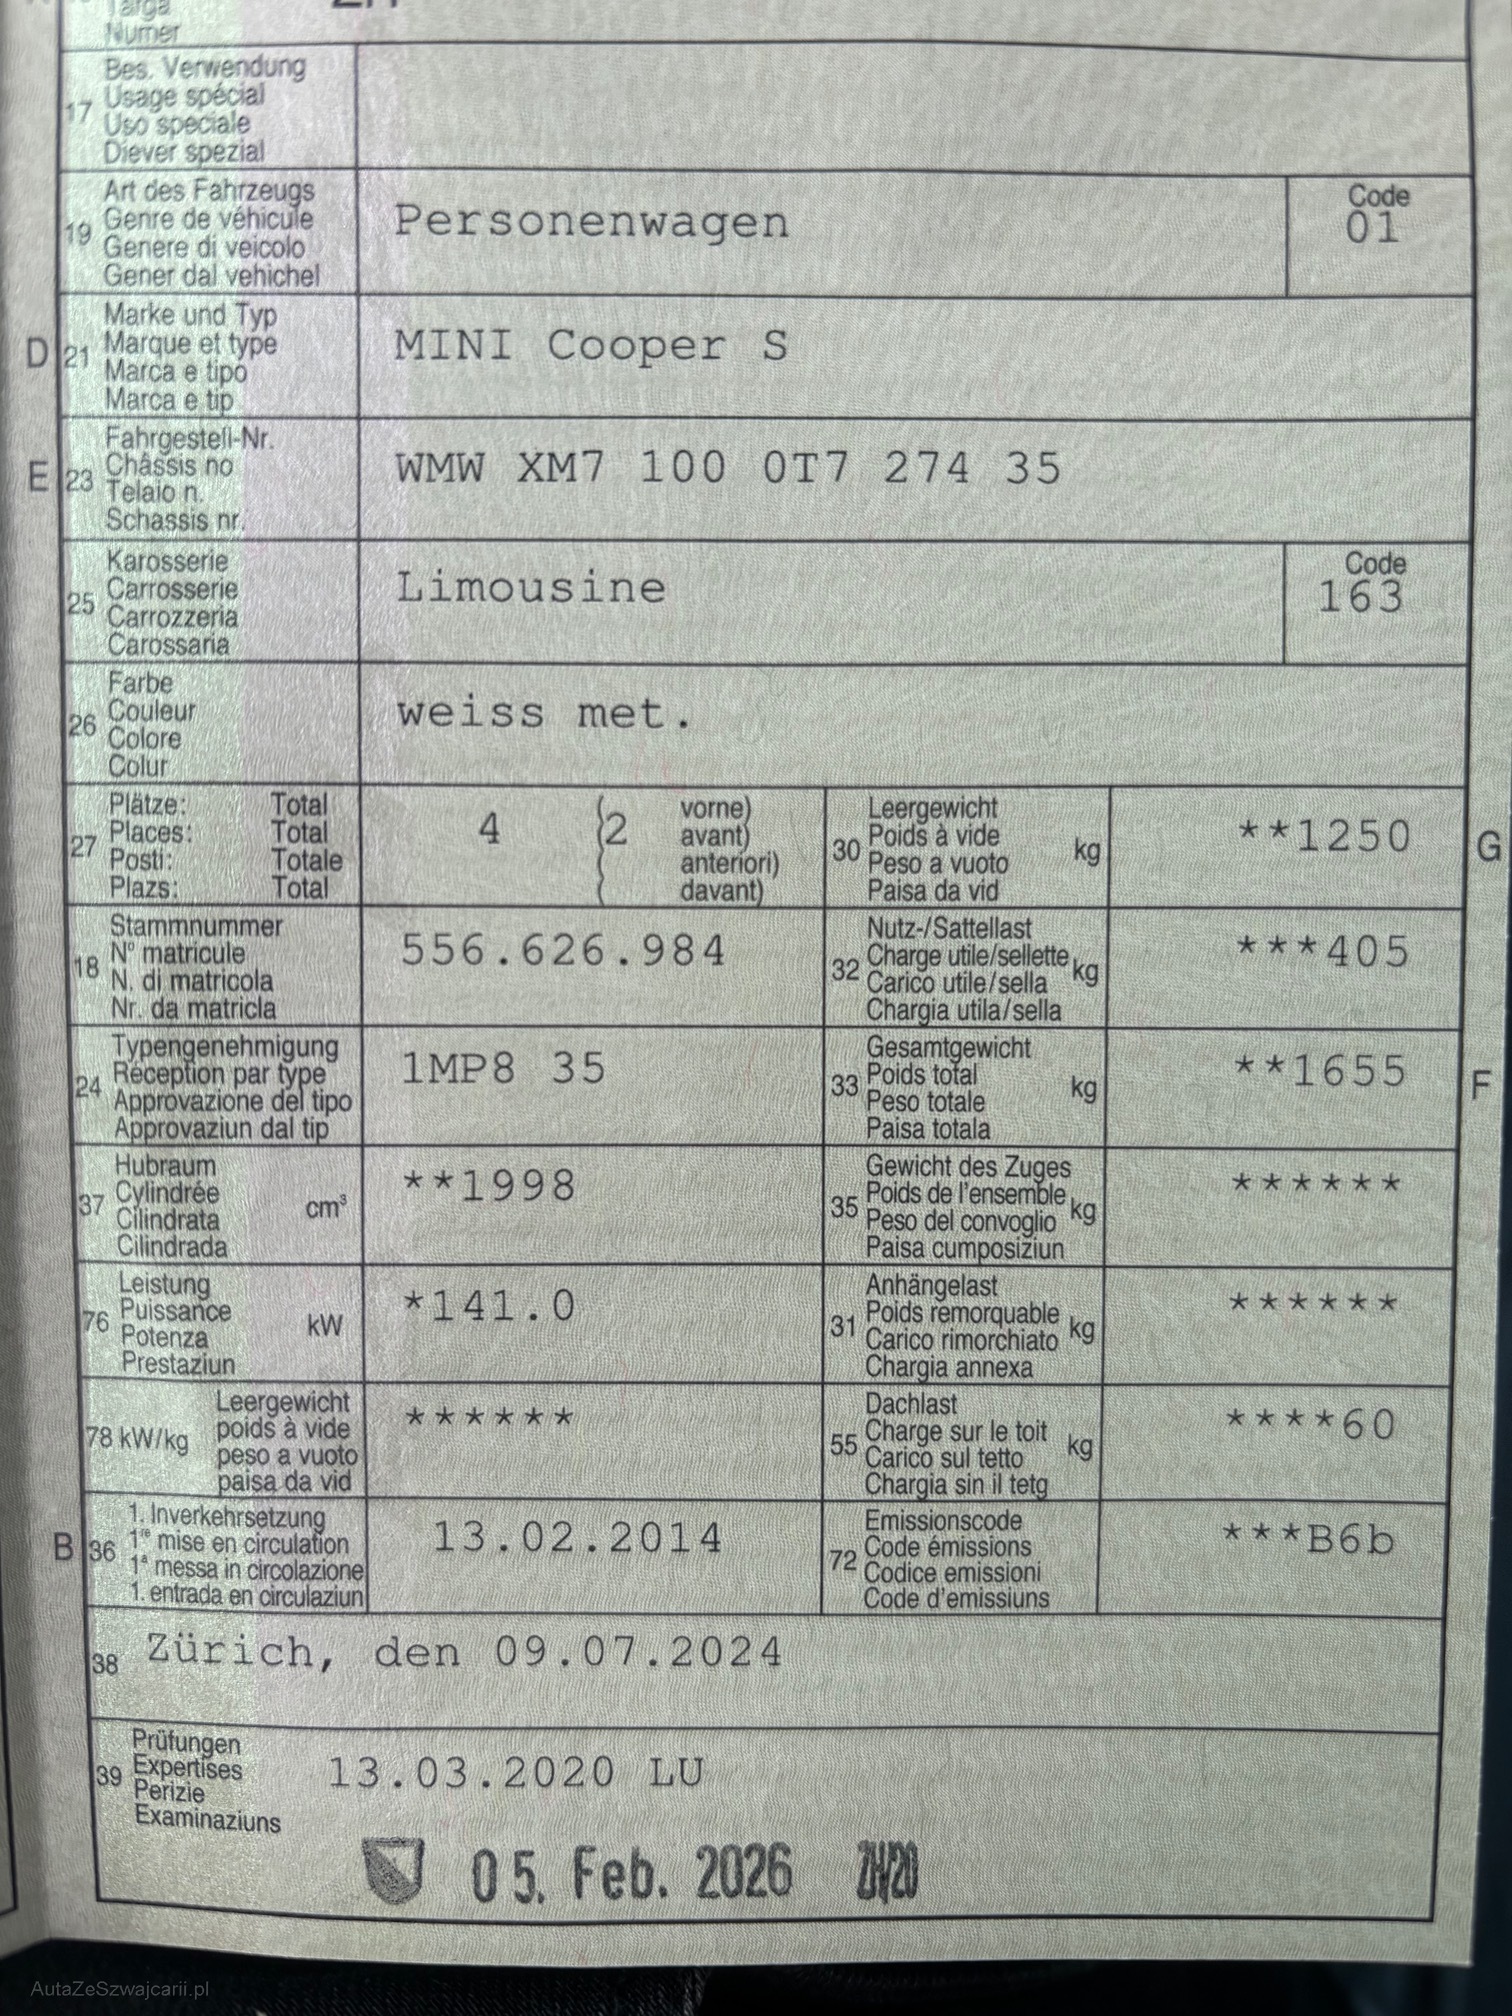 Targa
Numer
17 Bes. Verwendung
Usage spécial
Uso speciale
Diever spezial
19 Art des Fahrzeugs
Genre de véhicule
Genere di veicolo
Gener dal vehichel
Personenwagen
Code
01
D 21 Marke und Typ
Marque et type
Marca e tipo
Marca e tip
MINI Cooper S
E 23 Fahrgestell-Nr.
Châssis no
Telaio n.
Schassis nr.
WMW XM7 100 0T7 274 35
25 Karosserie
Carrosserie
Carrozzeria
Carossaria
Limousine
Code
163
26 Farbe
Couleur
Colore
Colur
weiss met.
27 Plätze: Total
Places: Total
Posti: Totale
Plazs: Total
4 (2 vorne)
avant)
anteriori)
davant)
30 Leergewicht
Poids à vide kg
Peso a vuoto
Paisa da vid
**1250 G
18 Stammnummer
N° matricule
N. di matricola
Nr. da matricla
556.626.984
32 Nutz-/Sattellast
Charge utile/sellette kg
Carico utile/sella
Chargia utila/sella
***405
24 Typengenehmigung
Réception par type
Approvazione del tipo
Approvaziun dal tip
1MP8 35
33 Gesamtgewicht
Poids total kg
Peso totale
Paisa totala
**1655 F
37 Hubraum
Cylindrée cm³
Cilindrata
Cilindrada
**1998
35 Gewicht des Zuges
Poids de l'ensemble kg
Peso del convoglio
Paisa cumposiziun
******
76 Leistung
Puissance kW
Potenza
Prestaziun
*141.0
31 Anhängelast
Poids remorquable kg
Carico rimorchiato
Chargia annexa
******
78 kW/kg Leergewicht
poids à vide
peso a vuoto
paisa da vid
******
55 Dachlast
Charge sur le toit kg
Carico sul tetto
Chargia sin il tetg
****60
B 36 1. Inverkehrsetzung
1re mise en circulation
1a messa in circolazione
1. entrada en circulaziun
13.02.2014
72 Emissionscode
Code émissions
Codice emissioni
Code d'emissiuns
***B6b
38 Zürich, den 09.07.2024
39 Prüfungen
Expertises
Perizie
Examinaziuns
13.03.2020 LU
05. Feb. 2026 ZH20
AutaZeSzwajcarii.pl